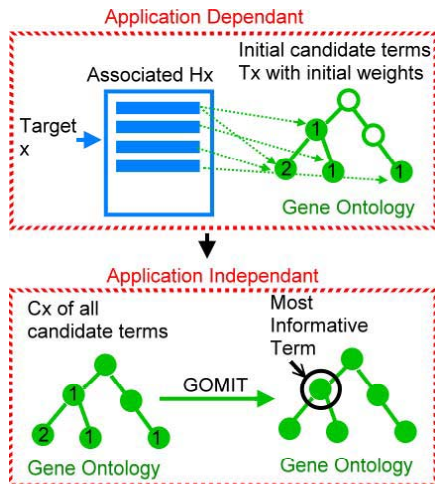 Application Dependant
Initial candidate terms
Tx with initial weights
Associated Hx
Target
x
1
2
1
1
Gene Ontology
Application Independant
Cx of all
candidate terms
Most
Informative
Term
GOMIT
1
2
1
1
Gene Ontology
Gene Ontology